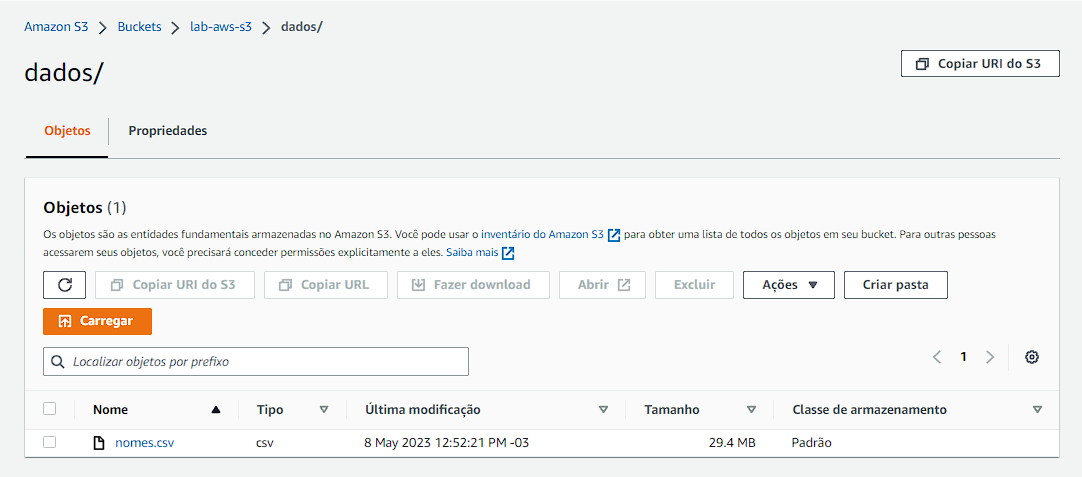 Amazon S3 > Buckets > lab-aws-s3 > dados/
dados/
Copiar URI do S3
Objetos Propriedades
Objetos (1)
Os objetos são as entidades fundamentais armazenadas no Amazon S3. Você pode usar o inventário do Amazon S3 para obter uma lista de todos os objetos em seu bucket. Para outras pessoas
acessarem seus objetos, você precisará conceder permissões explicitamente a eles. Saiba mais
Copiar URI do S3 Copiar URL Fazer download Abrir Excluir Ações Criar pasta
Carregar
Localizar objetos por prefixo
< 1 >
Nome Tipo Última modificação Tamanho Classe de armazenamento
nomes.csv csv 8 May 2023 12:52:21 PM -03 29.4 MB Padrão